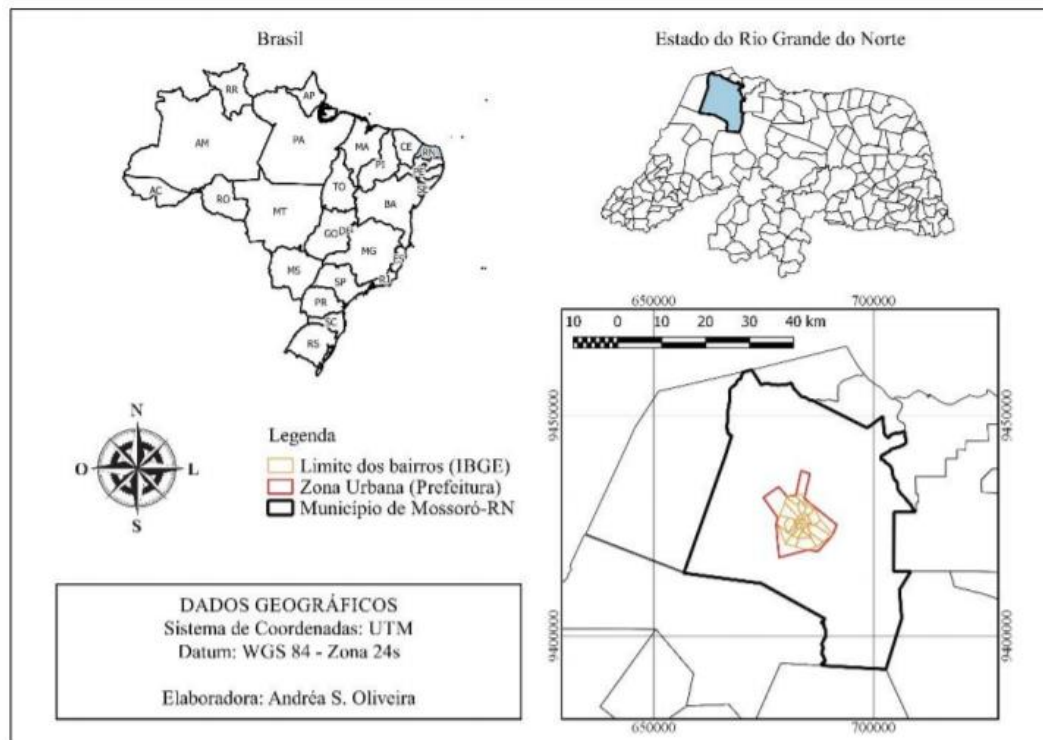 Brasil
RR
AP
AM
PA
MA
CE
RN
PI
AC
RO
TO
MT
BA
GO
DF
MG
ES
MS
SP
RJ
PR
SC
RS
Estado do Rio Grande do Norte
650000 700000
10 0 10 20 30 40 km
9450000 9450000
9400000 9400000
650000 700000
N
O L
S
Legenda
Limite dos bairros (IBGE)
Zona Urbana (Prefeitura)
Município de Mossoró-RN
DADOS GEOGRÁFICOS
Sistema de Coordenadas: UTM
Datum: WGS 84 - Zona 24s
Elaboradora: Andréa S. Oliveira